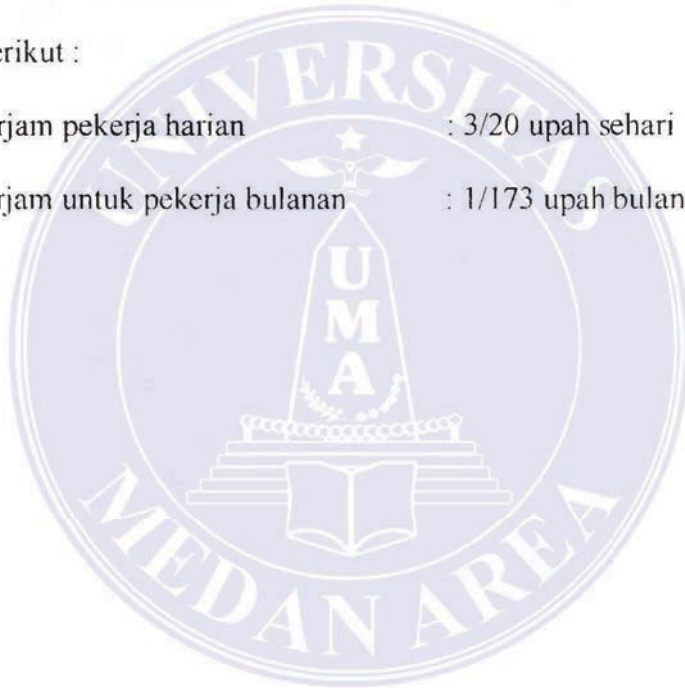 erikut :
rjam pekerja harian : 3/20 upah sehari
rjam untuk pekerja bulanan : 1/173 upah bulan
UNIVERSITAS
UMA
MEDAN AREA